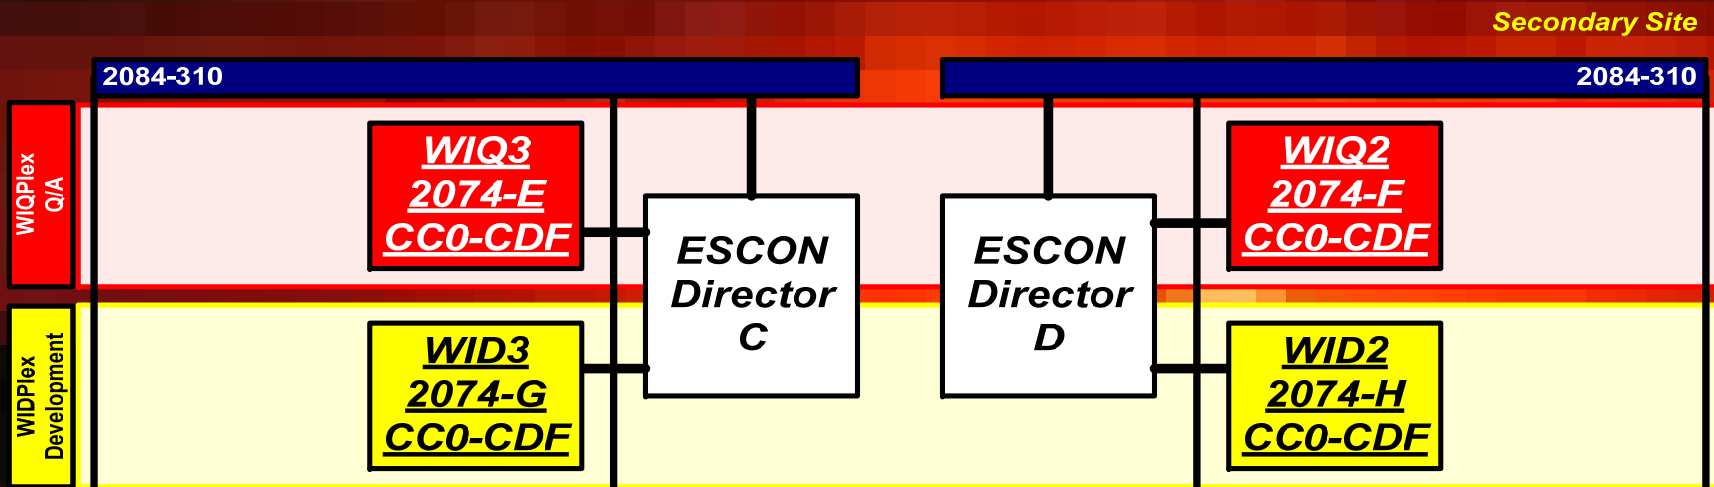 Secondary Site
2084-310
2084-310
WIQPlex
Q/A
WIQ3
2074-E
CC0-CDF
ESCON
Director
C
ESCON
Director
D
WIQ2
2074-F
CC0-CDF
WIDPlex
Development
WID3
2074-G
CC0-CDF
WID2
2074-H
CC0-CDF